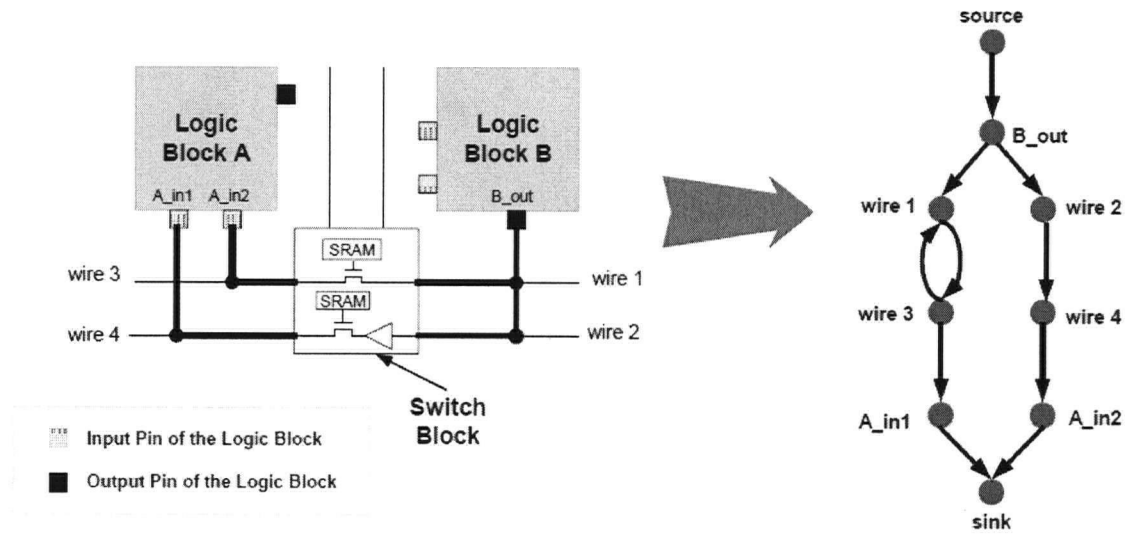 source
Logic
Block A
A_in1 A_in2
Logic
Block B
B_out
B_out
wire 1
wire 2
SRAM
SRAM
wire 3
wire 1
wire 4
wire 2
wire 3
wire 4
Switch
Block
A_in1
A_in2
Input Pin of the Logic Block
Output Pin of the Logic Block
sink